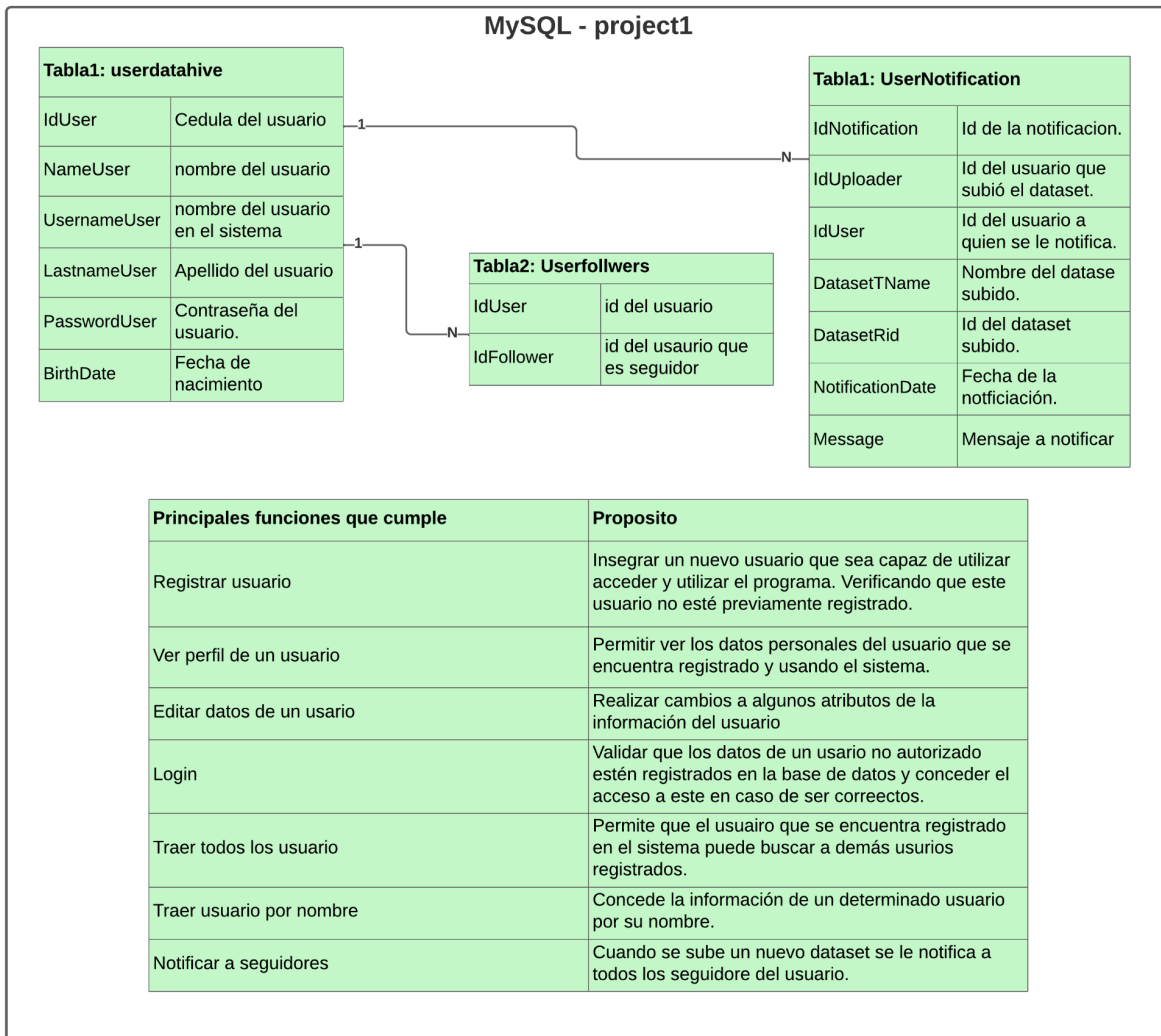 MySQL - project1
Tabla1: userdatahive
IdUser
Cedula del usuario
NameUser
nombre del usuario
UsernameUser
nombre del usuario
en el sistema
LastnameUser
Apellido del usuario
PasswordUser
Contraseña del
usuario.
BirthDate
Fecha de
nacimiento
1
N
1
N
Tabla2: Userfollwers
IdUser
id del usuario
IdFollower
id del usaurio que
es seguidor
Tabla1: UserNotification
IdNotification
Id de la notificacion.
IdUploader
Id del usuario que
subió el dataset.
IdUser
Id del usuario a
quien se le notifica.
DatasetTName
Nombre del datase
subido.
DatasetRid
Id del dataset
subido.
NotificationDate
Fecha de la
notficiación.
Message
Mensaje a notificar
Principales funciones que cumple
Proposito
Registrar usuario
Insegrar un nuevo usuario que sea capaz de utilizar
acceder y utilizar el programa. Verificando que este
usuario no esté previamente registrado.
Ver perfil de un usuario
Permitir ver los datos personales del usuario que se
encuentra registrado y usando el sistema.
Editar datos de un usario
Realizar cambios a algunos atributos de la
información del usuario
Login
Validar que los datos de un usario no autorizado
estén registrados en la base de datos y conceder el
acceso a este en caso de ser correectos.
Traer todos los usuario
Permite que el usuairo que se encuentra registrado
en el sistema puede buscar a demás usurios
registrados.
Traer usuario por nombre
Concede la información de un determinado usuario
por su nombre.
Notificar a seguidores
Cuando se sube un nuevo dataset se le notifica a
todos los seguidore del usuario.